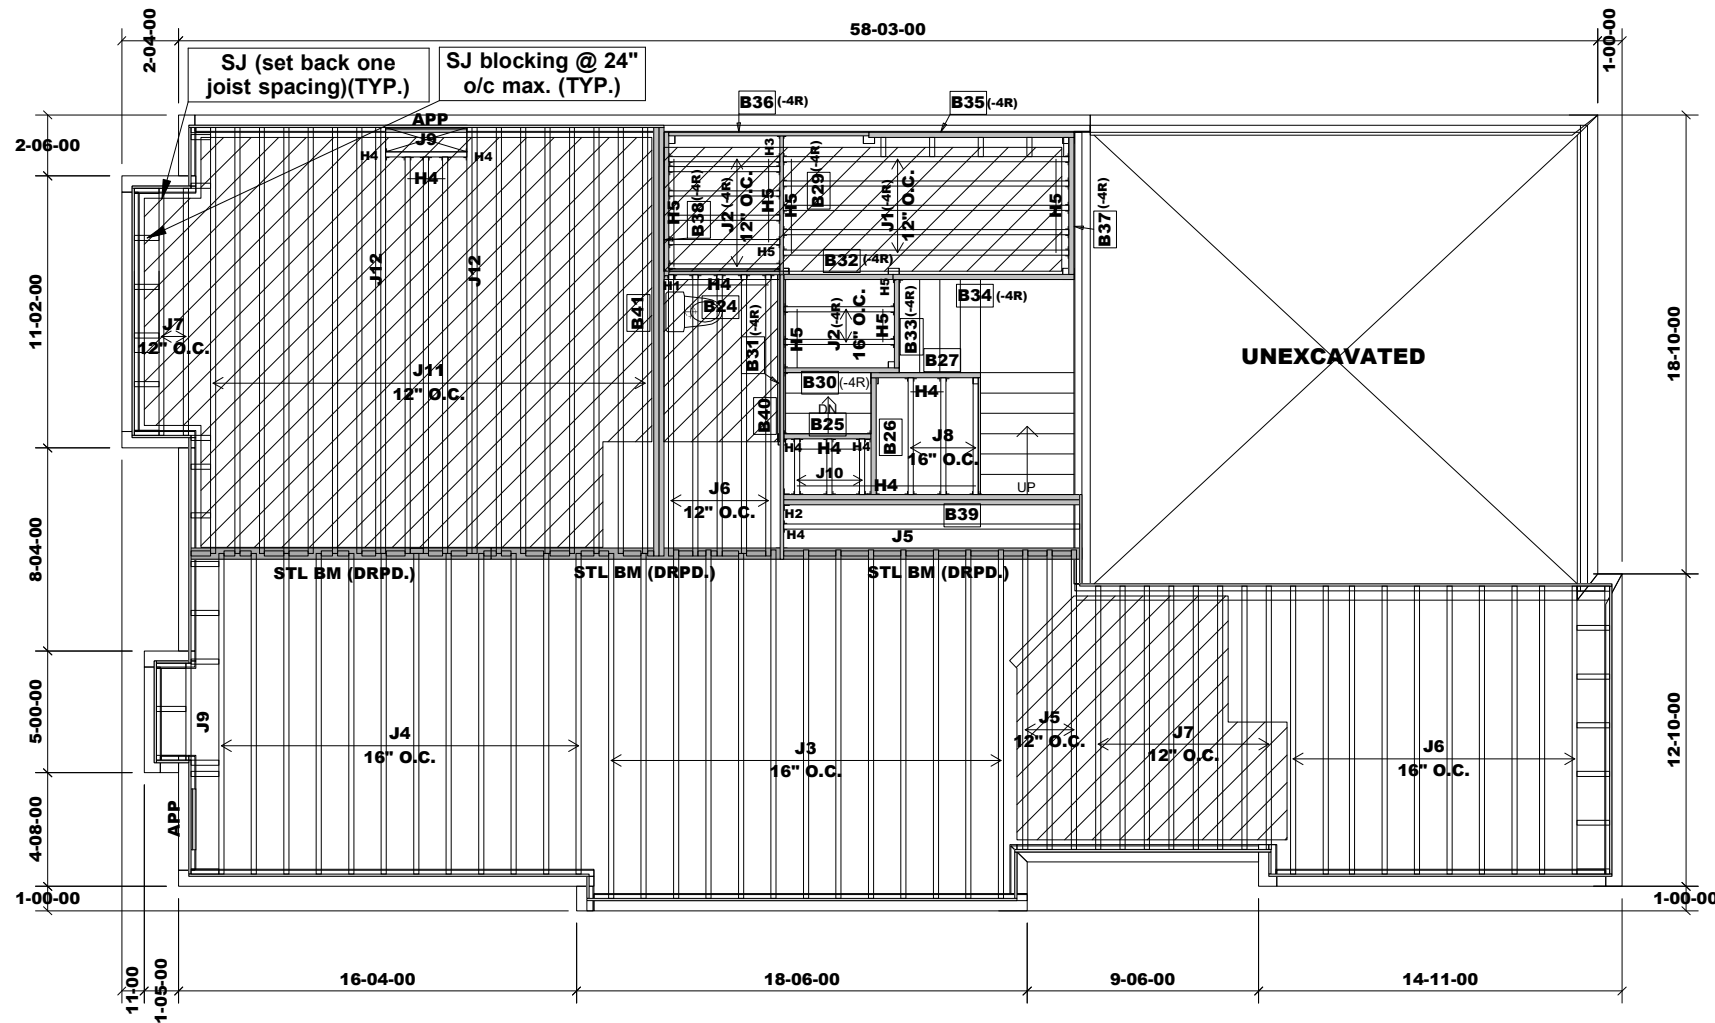 2-04-00
58-03-00
1-00-00
SJ (set back one
joist spacing)(TYP.)
SJ blocking @ 24"
o/c max. (TYP.)
B36 (-4R)
B35 (-4R)
2-06-00
APP
J9
H4
H4
H4
H3
H5
B38 (-4R)
J2 (-4R)
12" O.C.
H5
H5
H5
B29 (-4R)
J1 (-4R)
12" O.C.
H5
B37 (-4R)
B32 (-4R)
J12
J12
11-02-00
J7
12" O.C.
J11
12" O.C.
B41
H1
H4
B24
B31 (-4R)
B40
H5
J2 (-4R)
16" O.C.
H5
H5
B33 (-4R)
B34 (-4R)
B27
UNEXCAVATED
18-10-00
B30 (-4R)
DN
B25
H4
B26
J8
16" O.C.
H4
H4
H4
J10
H4
UP
J6
12" O.C.
H2
H4
B39
J5
8-04-00
STL BM (DRPD.)
STL BM (DRPD.)
STL BM (DRPD.)
5-00-00
J9
J4
16" O.C.
J3
16" O.C.
J5
12" O.C.
J7
12" O.C.
J6
16" O.C.
12-10-00
4-08-00
APP
1-00-00
1-00-00
11-00
1-05-00
16-04-00
18-06-00
9-06-00
14-11-00